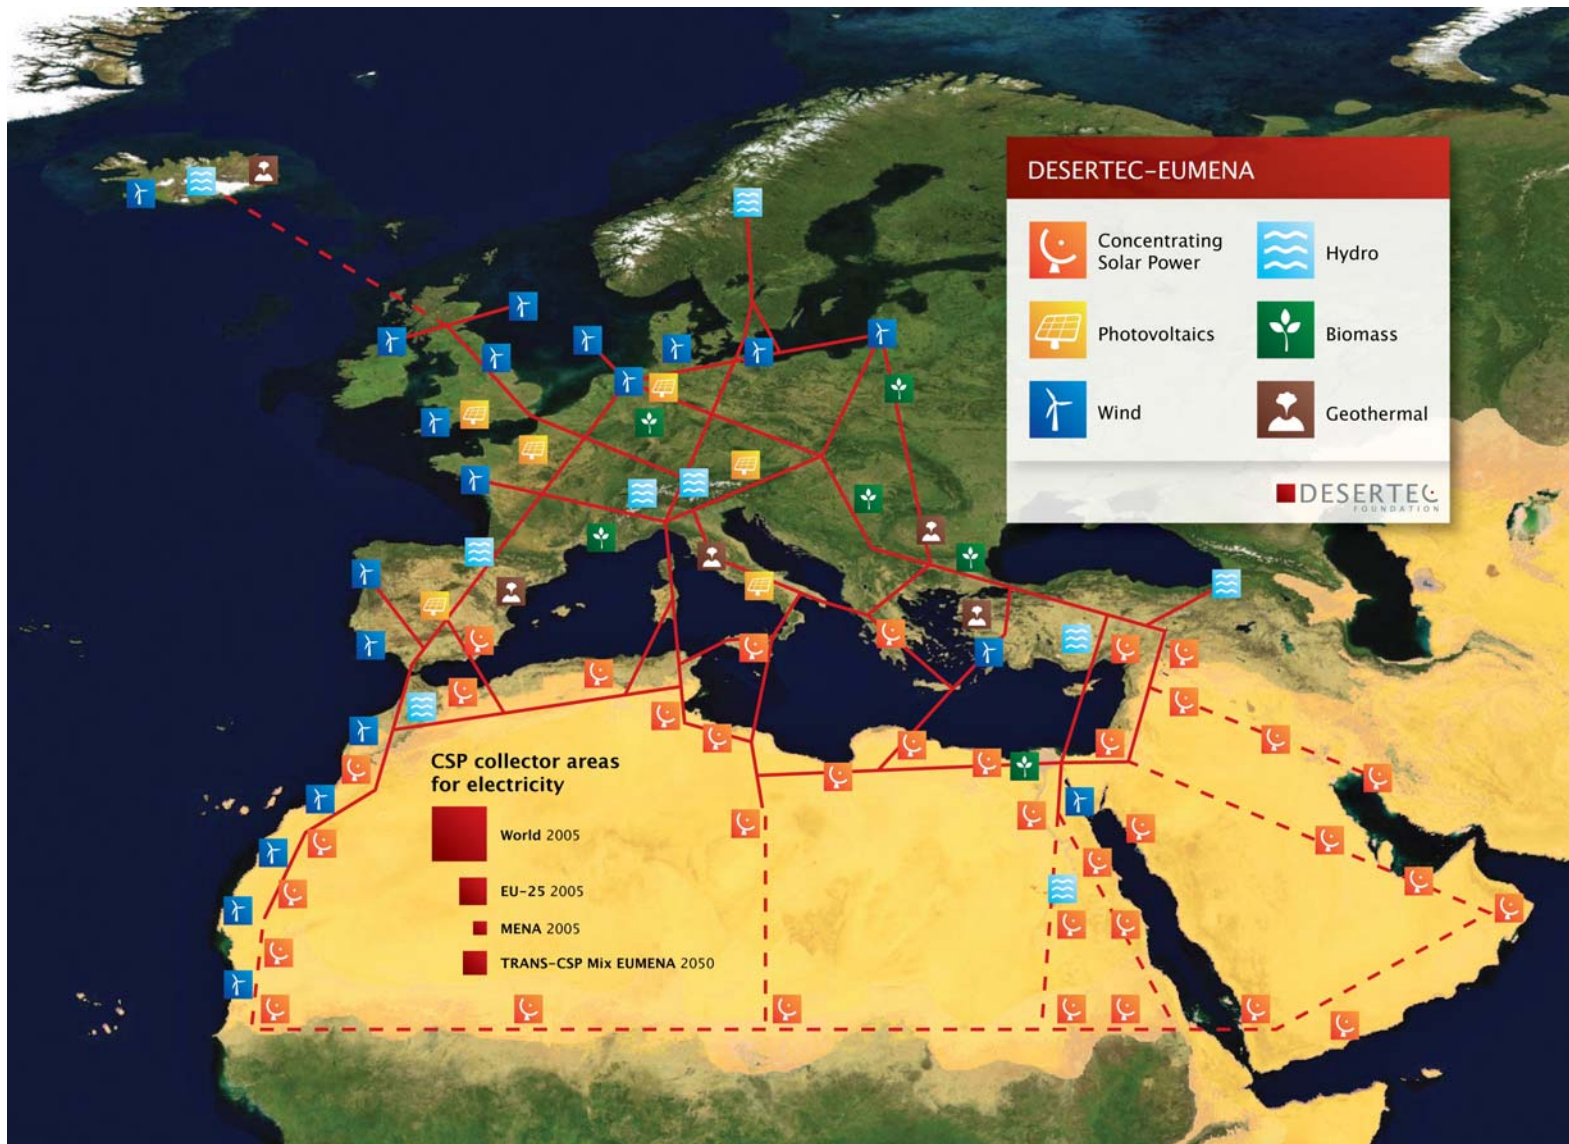 DESERTEC–EUMENA
Concentrating
Solar Power
Hydro
Photovoltaics
Biomass
Wind
Geothermal
DESERTEC
FOUNDATION
CSP collector areas
for electricity
World 2005
EU–25 2005
MENA 2005
TRANS–CSP Mix EUMENA 2050